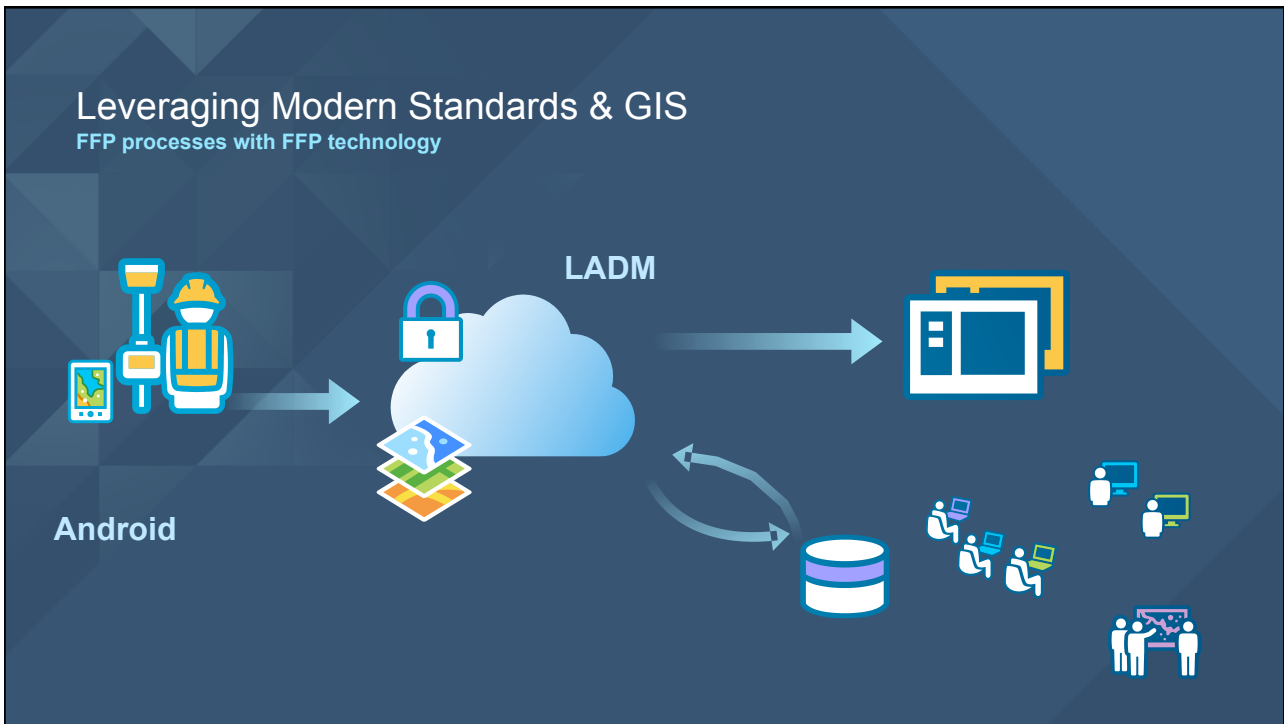 Leveraging Modern Standards & GIS
FFP processes with FFP technology
LADM
Android